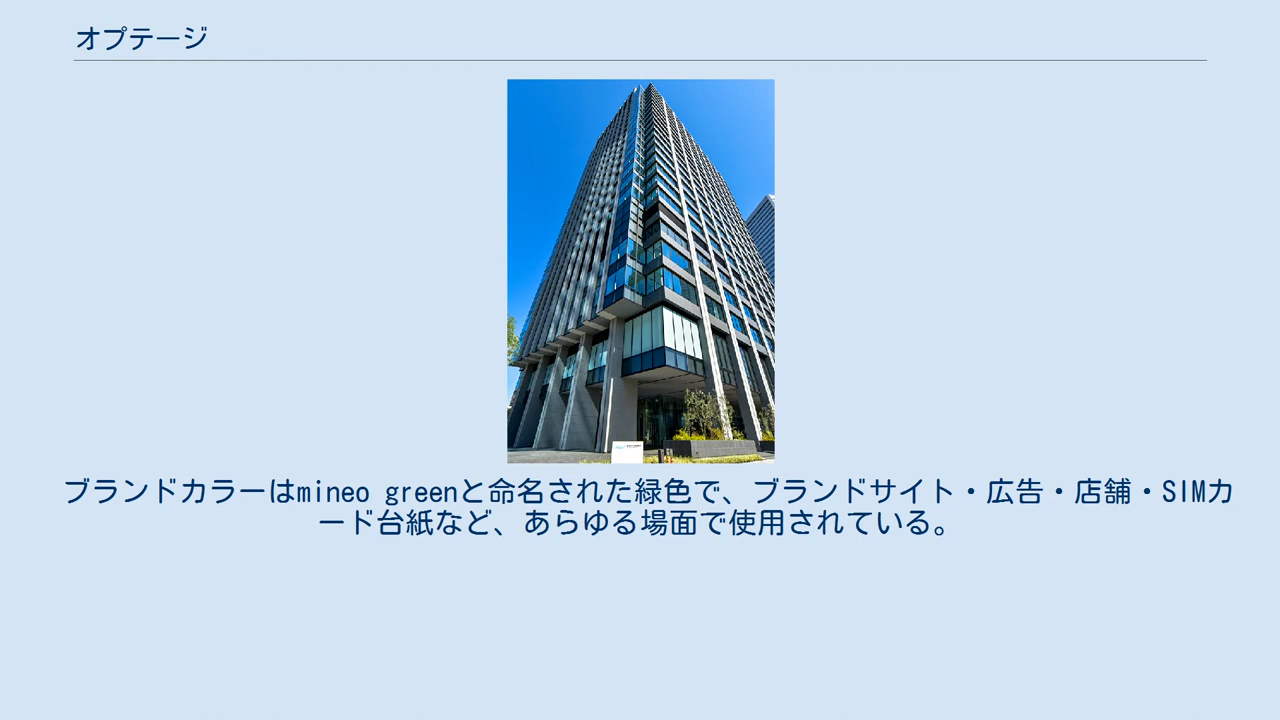 オプテージ
ブランドカラーはmineo greenと命名された緑色で、ブランドサイト・広告・店舗・SIMカ
ード台紙など、あらゆる場面で使用されている。